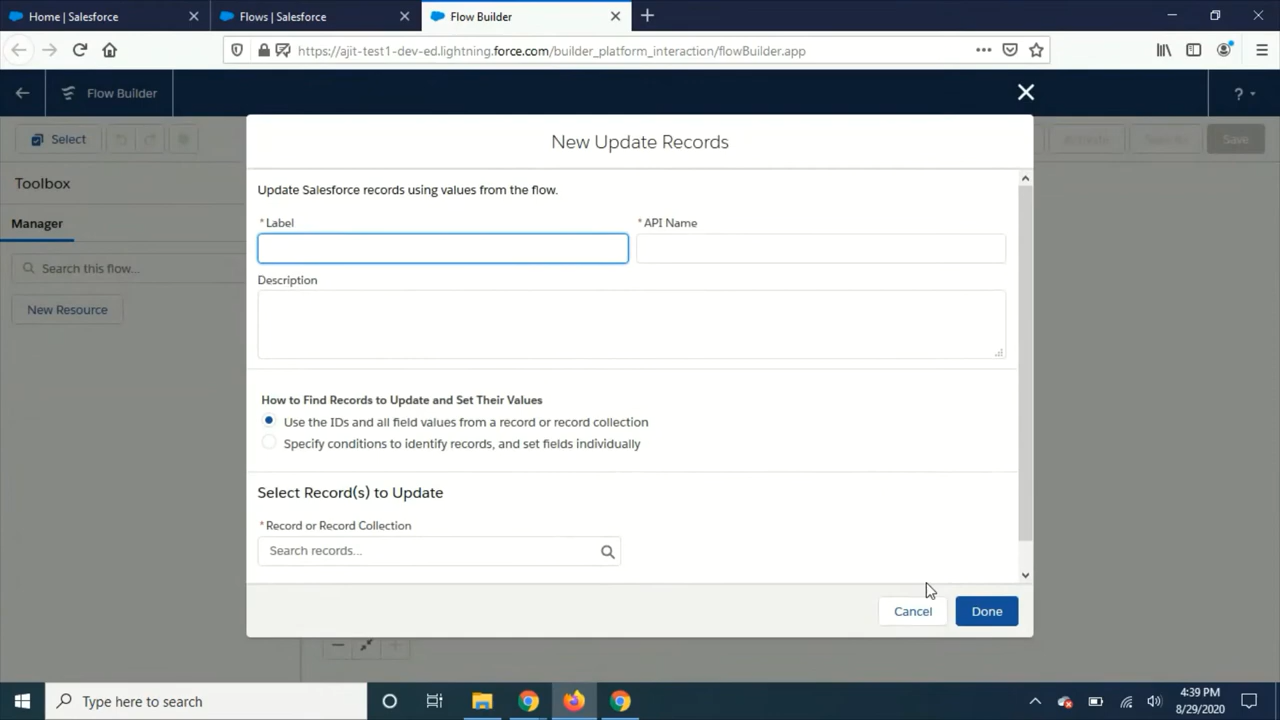 Home | Salesforce
Flows | Salesforce
Flow Builder
https://ajit-test1-dev-ed.lightning.force.com/builder_platform_interaction/flowBuilder.app
Flow Builder
?
Select
Activate
Save As
Save
New Update Records
Toolbox
Update Salesforce records using values from the flow.
Manager
*Label
*API Name
Search this flow...
Description
New Resource
How to Find Records to Update and Set Their Values
Use the IDs and all field values from a record or record collection
Specify conditions to identify records, and set fields individually
Select Record(s) to Update
*Record or Record Collection
Search records...
Cancel
Done
Type here to search
4:39 PM
8/29/2020